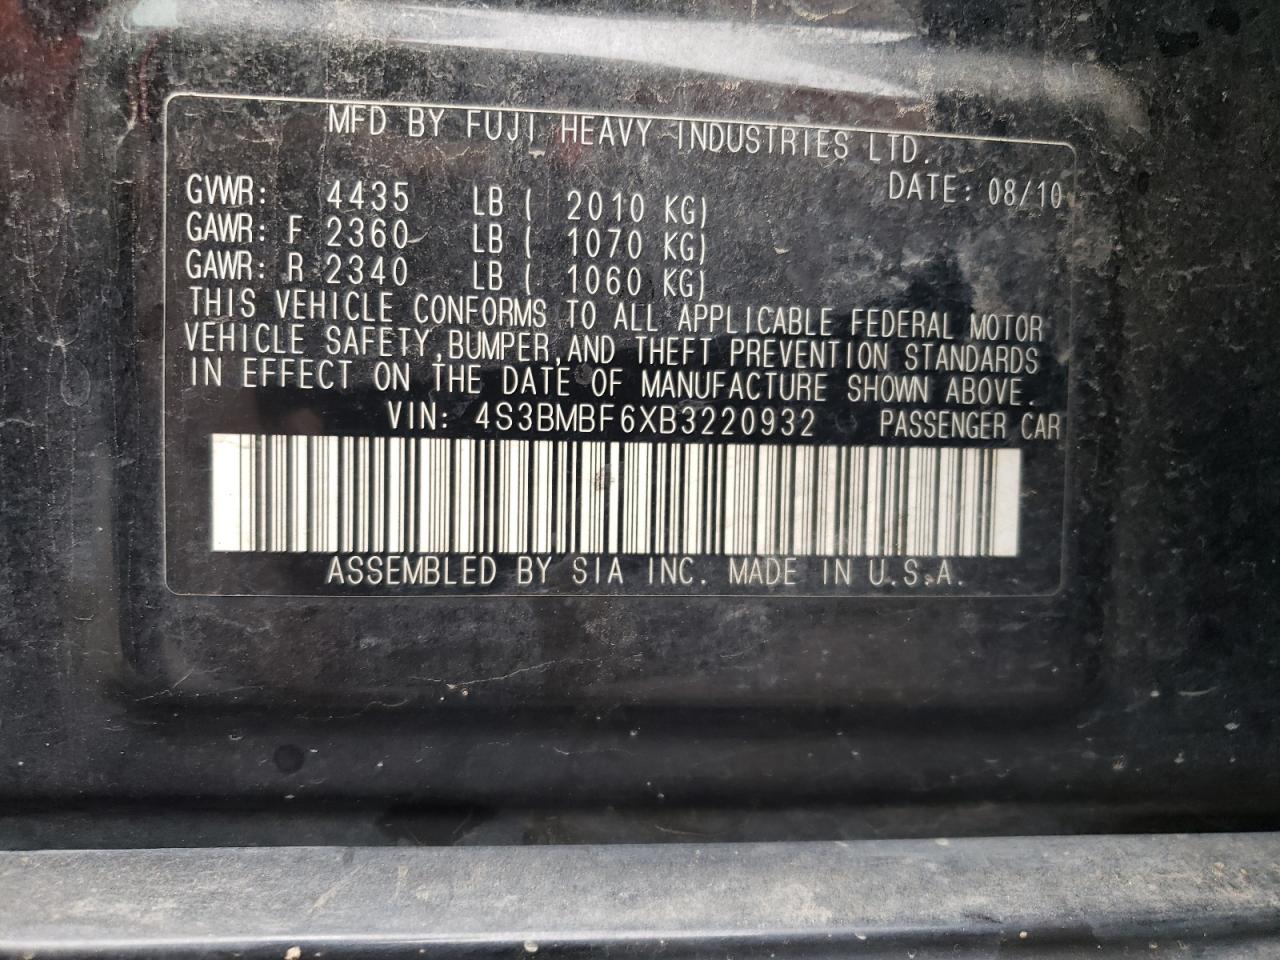 MFD BY FUJI HEAVY INDUSTRIES LTD.
DATE: 08/10
GVWR: 4435 LB ( 2010 KG)
GAWR: F 2360 LB ( 1070 KG)
GAWR: R 2340 LB ( 1060 KG)
THIS VEHICLE CONFORMS TO ALL APPLICABLE FEDERAL MOTOR
VEHICLE SAFETY,BUMPER,AND THEFT PREVENTION STANDARDS
IN EFFECT ON THE DATE OF MANUFACTURE SHOWN ABOVE.
VIN: 4S3BMBF6XB3220932 PASSENGER CAR
ASSEMBLED BY SIA INC. MADE IN U.S.A.